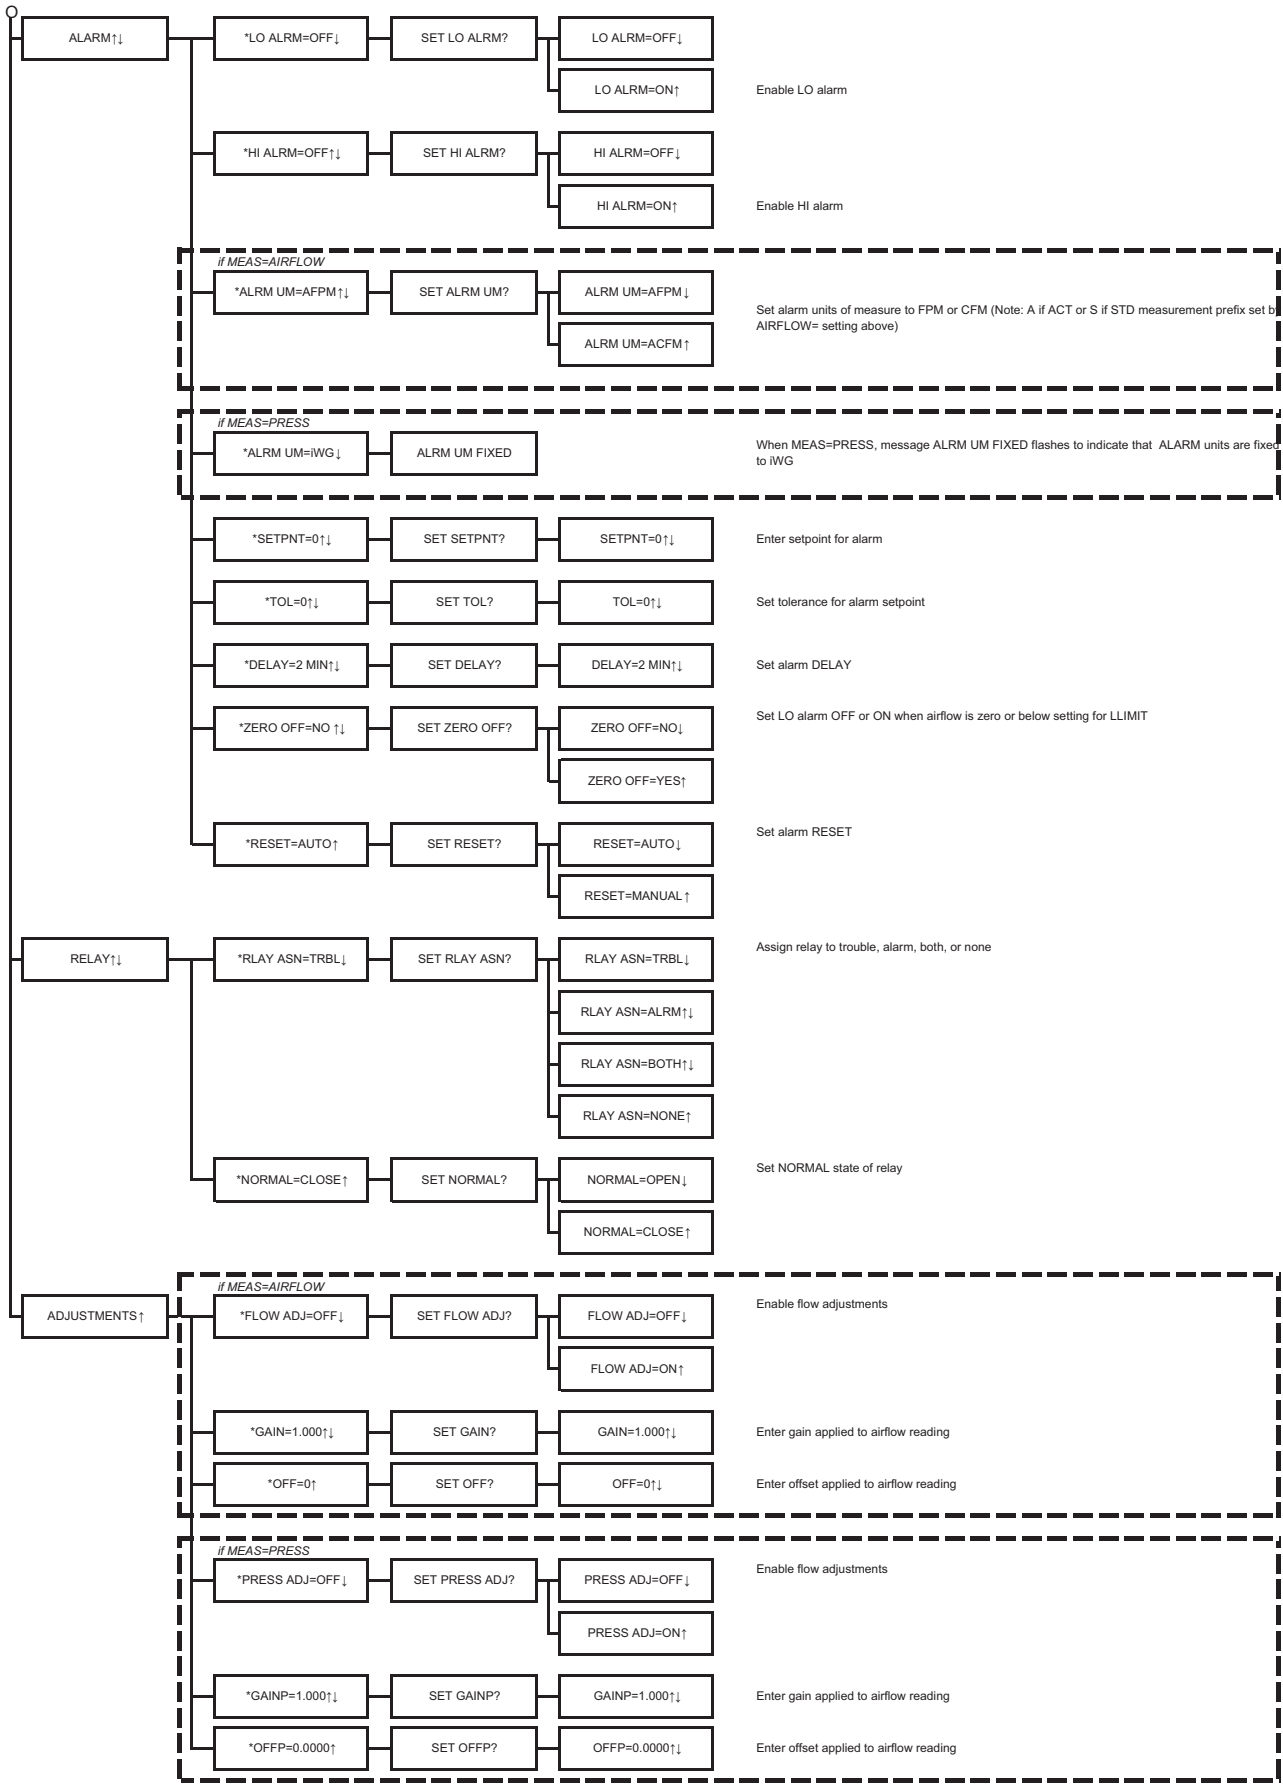 O
ALARM↑↓
*LO ALRM=OFF↓
SET LO ALRM?
LO ALRM=OFF↓
LO ALRM=ON↑
Enable LO alarm
*HI ALRM=OFF↑↓
SET HI ALRM?
HI ALRM=OFF↓
HI ALRM=ON↑
Enable HI alarm
if MEAS=AIRFLOW
*ALRM UM=AFPM↑↓
SET ALRM UM?
ALRM UM=AFPM↓
ALRM UM=ACFM↑
Set alarm units of measure to FPM or CFM (Note: A if ACT or S if STD measurement prefix set by
AIRFLOW= setting above)
if MEAS=PRESS
*ALRM UM=iWG↓
ALRM UM FIXED
When MEAS=PRESS, message ALRM UM FIXED flashes to indicate that ALARM units are fixed
to iWG
*SETPNT=0↑↓
SET SETPNT?
SETPNT=0↑↓
Enter setpoint for alarm
*TOL=0↑↓
SET TOL?
TOL=0↑↓
Set tolerance for alarm setpoint
*DELAY=2 MIN↑↓
SET DELAY?
DELAY=2 MIN↑↓
Set alarm DELAY
*ZERO OFF=NO ↑↓
SET ZERO OFF?
ZERO OFF=NO↓
ZERO OFF=YES↑
Set LO alarm OFF or ON when airflow is zero or below setting for LLIMIT
*RESET=AUTO↑
SET RESET?
RESET=AUTO↓
RESET=MANUAL↑
Set alarm RESET
RELAY↑↓
*RLAY ASN=TRBL↓
SET RLAY ASN?
RLAY ASN=TRBL↓
RLAY ASN=ALRM↑↓
RLAY ASN=BOTH↑↓
RLAY ASN=NONE↑
Assign relay to trouble, alarm, both, or none
*NORMAL=CLOSE↑
SET NORMAL?
NORMAL=OPEN↓
NORMAL=CLOSE↑
Set NORMAL state of relay
ADJUSTMENTS↑
if MEAS=AIRFLOW
*FLOW ADJ=OFF↓
SET FLOW ADJ?
FLOW ADJ=OFF↓
FLOW ADJ=ON↑
Enable flow adjustments
*GAIN=1.000↑↓
SET GAIN?
GAIN=1.000↑↓
Enter gain applied to airflow reading
*OFF=0↑
SET OFF?
OFF=0↑↓
Enter offset applied to airflow reading
if MEAS=PRESS
*PRESS ADJ=OFF↓
SET PRESS ADJ?
PRESS ADJ=OFF↓
PRESS ADJ=ON↑
Enable flow adjustments
*GAINP=1.000↑↓
SET GAINP?
GAINP=1.000↑↓
Enter gain applied to airflow reading
*OFFP=0.0000↑
SET OFFP?
OFFP=0.0000↑↓
Enter offset applied to airflow reading